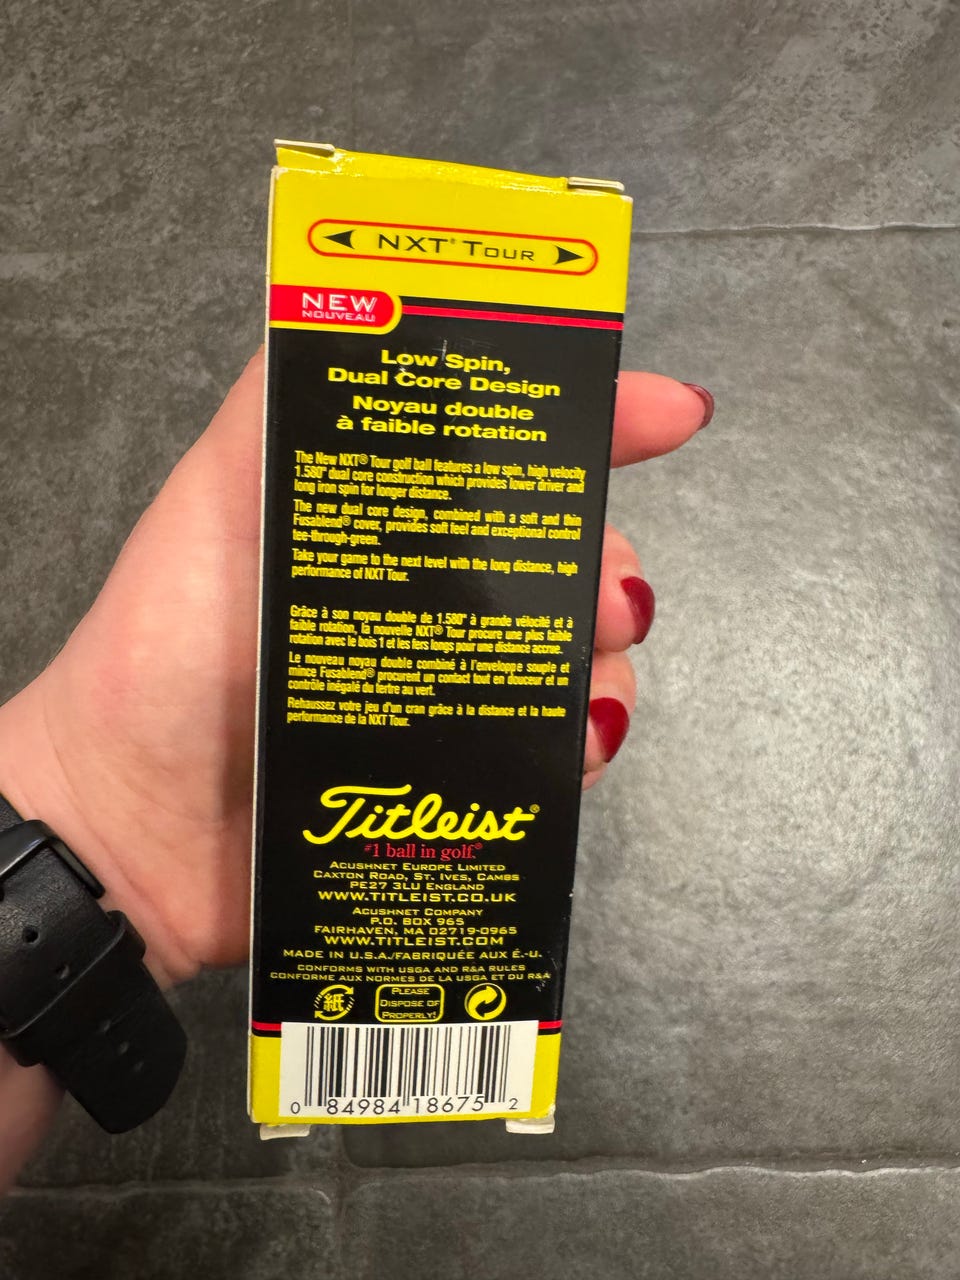 NXT® Tour
NEW
NOUVEAU
Low Spin,
Dual Core Design
Noyau double
à faible rotation
The New NXT® Tour golf ball features a low spin, high velocity
1.580" dual core construction which provides lower driver and
long iron spin for longer distance.
The new dual core design, combined with a soft and thin
Fusablend® cover, provides soft feel and exceptional control
tee-through-green.
Take your game to the next level with the long distance, high
performance of NXT Tour.
Grâce à son noyau double de 1.580" à grande vélocité et à
faible rotation, la nouvelle NXT® Tour procure une plus faible
rotation avec le bois 1 et les fers longs pour une distance accrue.
Le nouveau noyau double combiné à l'enveloppe souple et
mince Fusablend® procurent un contact tout en douceur et un
contrôle inégalé du tertre au vert.
Rehaussez votre jeu d'un cran grâce à la distance et la haute
performance de la NXT Tour.
Titleist®
#1 ball in golf.®
Acushnet Europe Limited
Caxton Road, St. Ives, Cambs
PE27 3LU England
www.titleist.co.uk
Acushnet Company
P.O. Box 965
Fairhaven, MA 02719-0965
www.titleist.com
Made in U.S.A./Fabriquée aux É.-U.
Conforms with USGA and R&A Rules
Conforme aux normes de la USGA et du R&A
紙
Please
Dispose of
Properly!
0 84984 18675 2